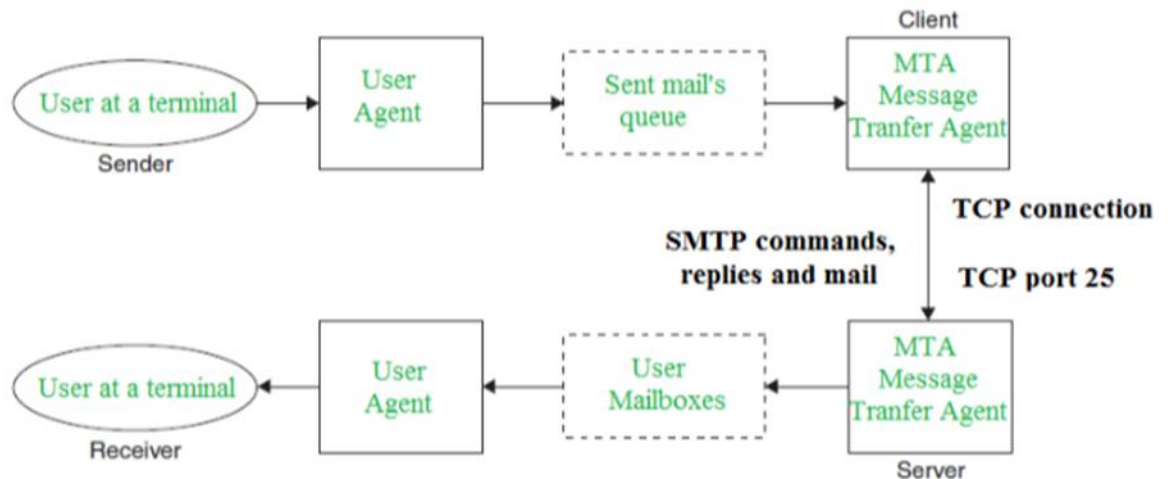 Client
User at a terminal
User
Agent
Sent mail's
queue
MTA
Message
Tranfer Agent
Sender
TCP connection
SMTP commands,
replies and mail
TCP port 25
User at a terminal
User
Agent
User
Mailboxes
MTA
Message
Tranfer Agent
Receiver
Server